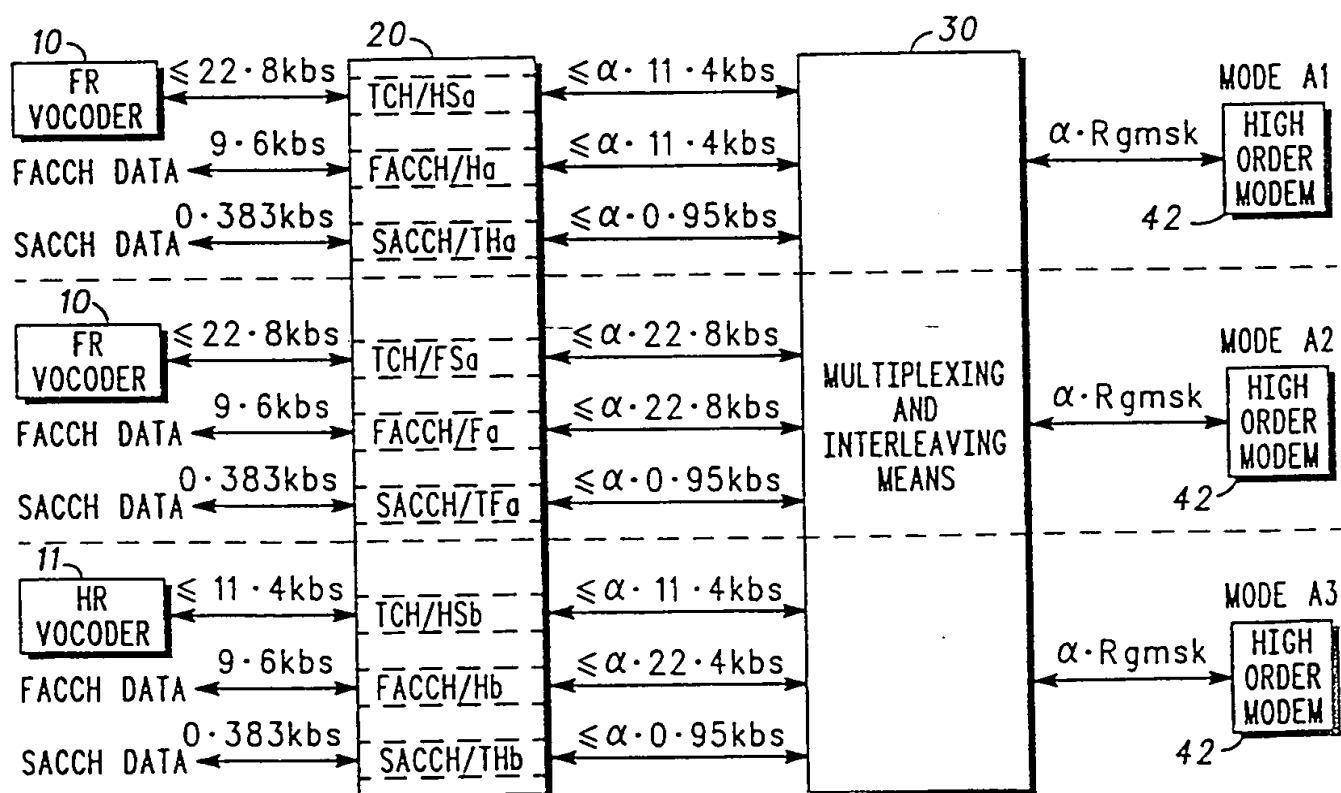 10
20
30
FR
VOCODER
≤22·8kbs
TCH/HSa
≤α·11·4kbs
MODE A1
FACCH DATA
9·6kbs
FACCH/Ha
≤α·11·4kbs
α·Rgmsk
HIGH
ORDER
MODEM
SACCH DATA
0·383kbs
SACCH/THa
≤α·0·95kbs
42
10
FR
VOCODER
≤22·8kbs
TCH/FSa
≤α·22·8kbs
MULTIPLEXING
AND
INTERLEAVING
MEANS
MODE A2
FACCH DATA
9·6kbs
FACCH/Fa
≤α·22·8kbs
α·Rgmsk
HIGH
ORDER
MODEM
SACCH DATA
0·383kbs
SACCH/TFa
≤α·0·95kbs
42
11
HR
VOCODER
≤ 11·4kbs
TCH/HSb
≤α·11·4kbs
MODE A3
FACCH DATA
9·6kbs
FACCH/Hb
≤α·22·4kbs
α·Rgmsk
HIGH
ORDER
MODEM
SACCH DATA
0·383kbs
SACCH/THb
≤α·0·95kbs
42